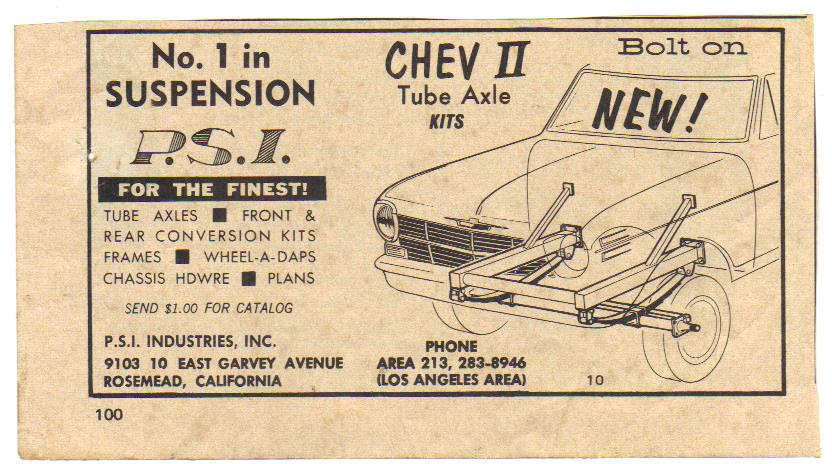 No. 1 in
SUSPENSION
P.S.I.
FOR THE FINEST!
TUBE AXLES ■ FRONT &
REAR CONVERSION KITS
FRAMES ■ WHEEL-A-DAPS
CHASSIS HDWRE ■ PLANS
SEND $1.00 FOR CATALOG
P.S.I. INDUSTRIES, INC.
9103 10 EAST GARVEY AVENUE
ROSEMEAD, CALIFORNIA
CHEV II
Tube Axle
KITS
Bolt on
NEW!
PHONE
AREA 213, 283-8946
(LOS ANGELES AREA)
10
100